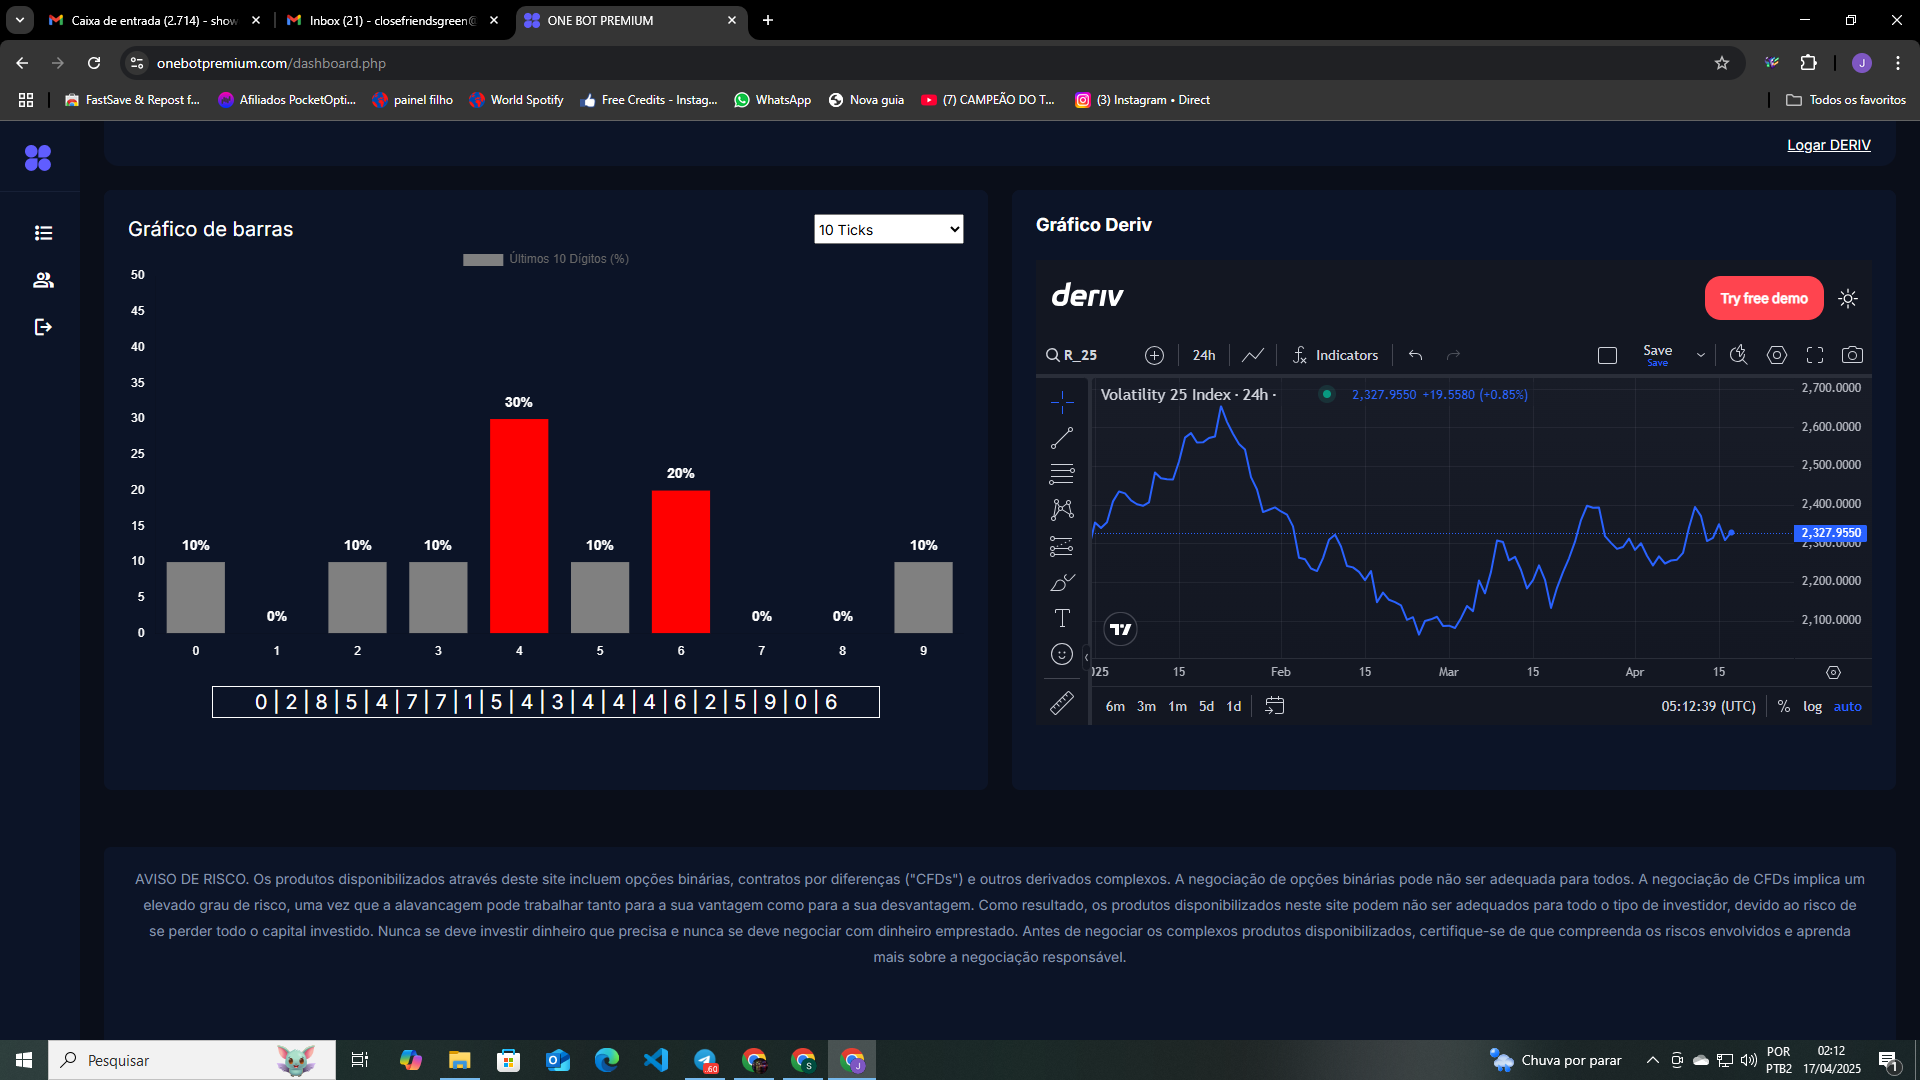 Caixa de entrada (2.714) - show
Inbox (21) - closefriendsgreen@
ONE BOT PREMIUM
onebotpremium.com/dashboard.php
J
FastSave & Repost f...
Afiliados PocketOpti...
painel filho
World Spotify
Free Credits - Instag...
WhatsApp
Nova guia
(7) CAMPEÃO DO T...
(3) Instagram • Direct
Todos os favoritos
Logar DERIV
Gráfico de barras
10 Ticks
Últimos 10 Dígitos (%)
50
45
40
35
30
25
20
15
10
5
0
10%
0%
10%
10%
30%
10%
20%
0%
0%
10%
0 1 2 3 4 5 6 7 8 9
0 | 2 | 8 | 5 | 4 | 7 | 7 | 1 | 5 | 4 | 3 | 4 | 4 | 4 | 6 | 2 | 5 | 9 | 0 | 6
Gráfico Deriv
deriv
Try free demo
R_25
24h
Indicators
Save
Save
Volatility 25 Index · 24h ·
2,327.9550 +19.5580 (+0.85%)
2,700.0000
2,600.0000
2,500.0000
2,400.0000
2,327.9550
2,300.0000
2,200.0000
2,100.0000
025 15 Feb 15 Mar 15 Apr 15
6m 3m 1m 5d 1d
05:12:39 (UTC)
% log auto
AVISO DE RISCO. Os produtos disponibilizados através deste site incluem opções binárias, contratos por diferenças ("CFDs") e outros derivados complexos. A negociação de opções binárias pode não ser adequada para todos. A negociação de CFDs implica um
elevado grau de risco, uma vez que a alavancagem pode trabalhar tanto para a sua vantagem como para a sua desvantagem. Como resultado, os produtos disponibilizados neste site podem não ser adequados para todo o tipo de investidor, devido ao risco de
se perder todo o capital investido. Nunca se deve investir dinheiro que precisa e nunca se deve negociar com dinheiro emprestado. Antes de negociar os complexos produtos disponibilizados, certifique-se de que compreenda os riscos envolvidos e aprenda
mais sobre a negociação responsável.
Pesquisar
.60
S
J
Chuva por parar
POR
PTB2
02:12
17/04/2025
1